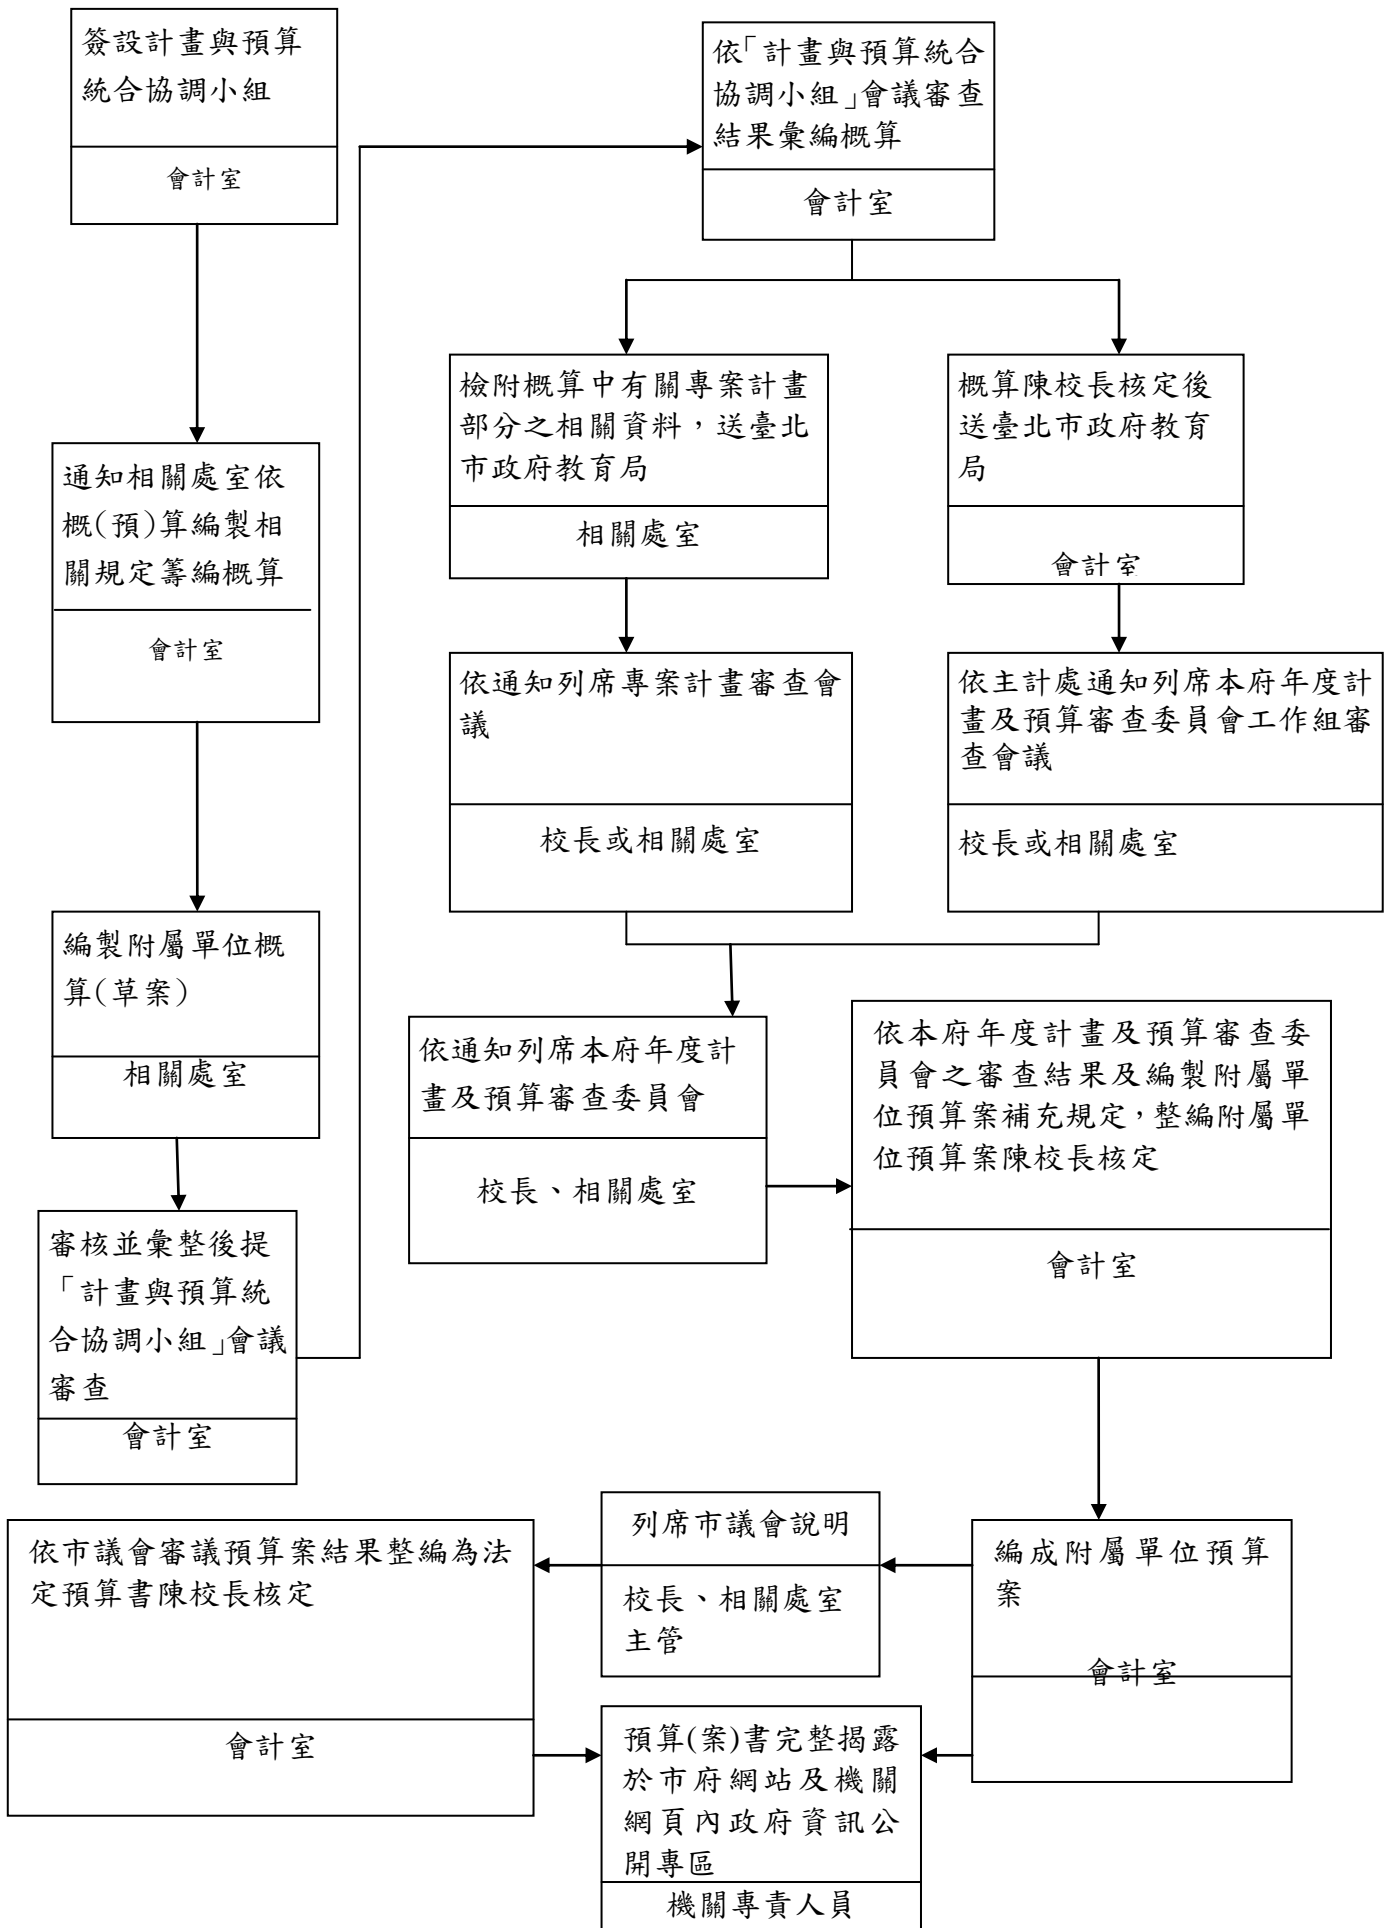 簽設計畫與預算
統合協調小組
會計室
通知相關處室依
概(預)算編製相
關規定籌編概算
會計室
編製附屬單位概
算(草案)
相關處室
審核並彙整後提
「計畫與預算統
合協調小組」會議
審查
會計室
依「計畫與預算統合
協調小組」會議審查
結果彙編概算
會計室
檢附概算中有關專案計畫
部分之相關資料，送臺北
市政府教育局
相關處室
概算陳校長核定後
送臺北市政府教育
局
會計室
依通知列席專案計畫審查會
議
校長或相關處室
依主計處通知列席本府年度計
畫及預算審查委員會工作組審
查會議
校長或相關處室
依通知列席本府年度計
畫及預算審查委員會
校長、相關處室
依本府年度計畫及預算審查委
員會之審查結果及編製附屬單
位預算案補充規定，整編附屬單
位預算案陳校長核定
會計室
編成附屬單位預算
案
會計室
列席市議會說明
校長、相關處室
主管
依市議會審議預算案結果整編為法
定預算書陳校長核定
會計室
預算(案)書完整揭露
於市府網站及機關
網頁內政府資訊公
開專區
機關專責人員